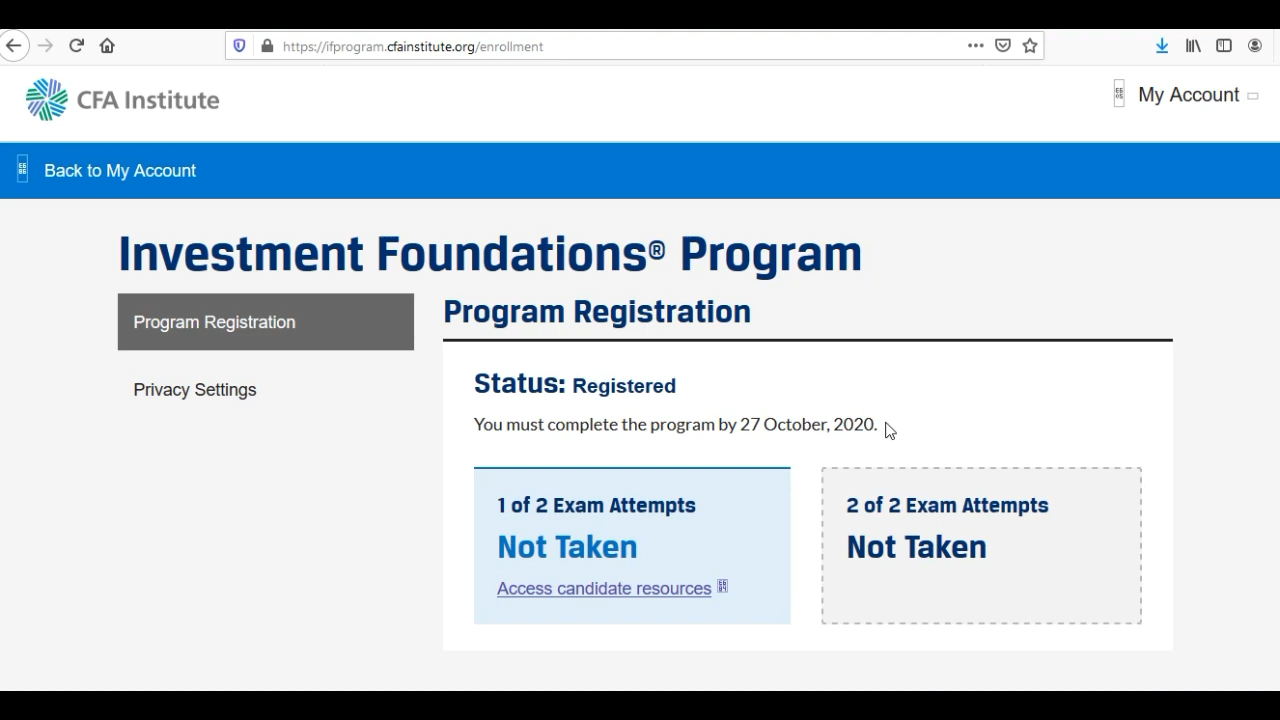 https://ifprogram.cfainstitute.org/enrollment
CFA Institute
My Account
Back to My Account
Investment Foundations® Program
Program Registration
Privacy Settings
Program Registration
Status: Registered
You must complete the program by 27 October, 2020.
1 of 2 Exam Attempts
Not Taken
Access candidate resources
2 of 2 Exam Attempts
Not Taken